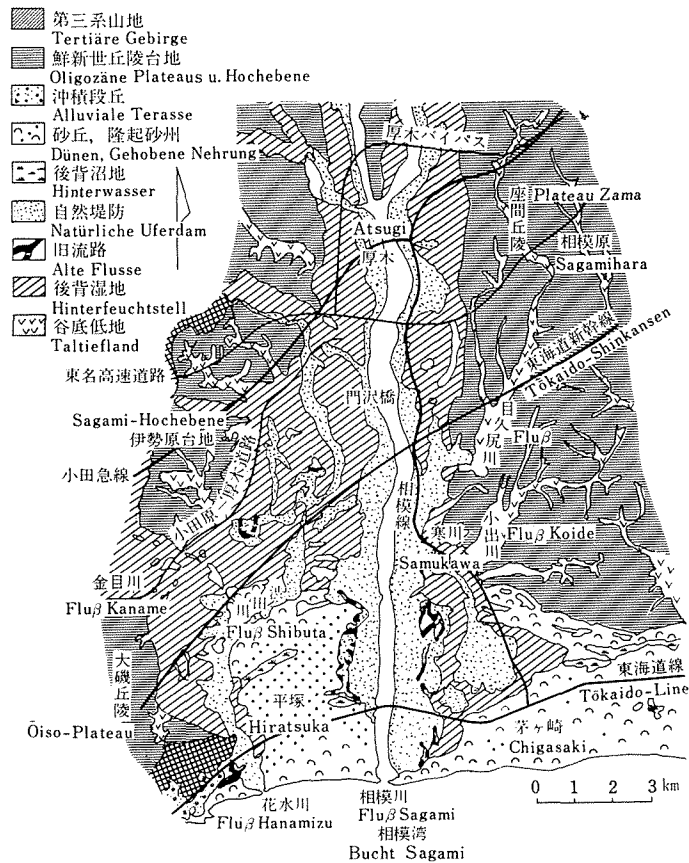 第三系山地
Tertiäre Gebirge
鮮新世丘陵台地
Oligozäne Plateaus u. Hochebene
沖積段丘
Alluviale Terasse
砂丘，隆起砂州
Dünen, Gehobene Nehrung
後背沼地
Hinterwasser
自然堤防
Natürliche Uferdam
旧流路
Alte Flusse
後背湿地
Hinterfeuchtstell
谷底低地
Taltiefland
厚木バイパス
座間丘陵
Plateau Zama
相模原
Sagamihara
Atsugi
厚木
東海道新幹線
Tōkaido-Shinkansen
東名高速道路
門沢橋
目久尻川
Fluβ
Sagami-Hochebene
伊勢原台地
小田急線
小田原-厚木道路
相模線
寒川
Samukawa
小出川
Fluβ Koide
金目川
Fluβ Kaname
渋田川
Fluβ Shibuta
大磯丘陵
Ōiso-Plateau
平塚
Hiratsuka
東海道線
Tōkaido-Line
茅ヶ崎
Chigasaki
花水川
Fluβ Hanamizu
相模川
Fluβ Sagami
相模湾
Bucht Sagami
0 1 2 3 km